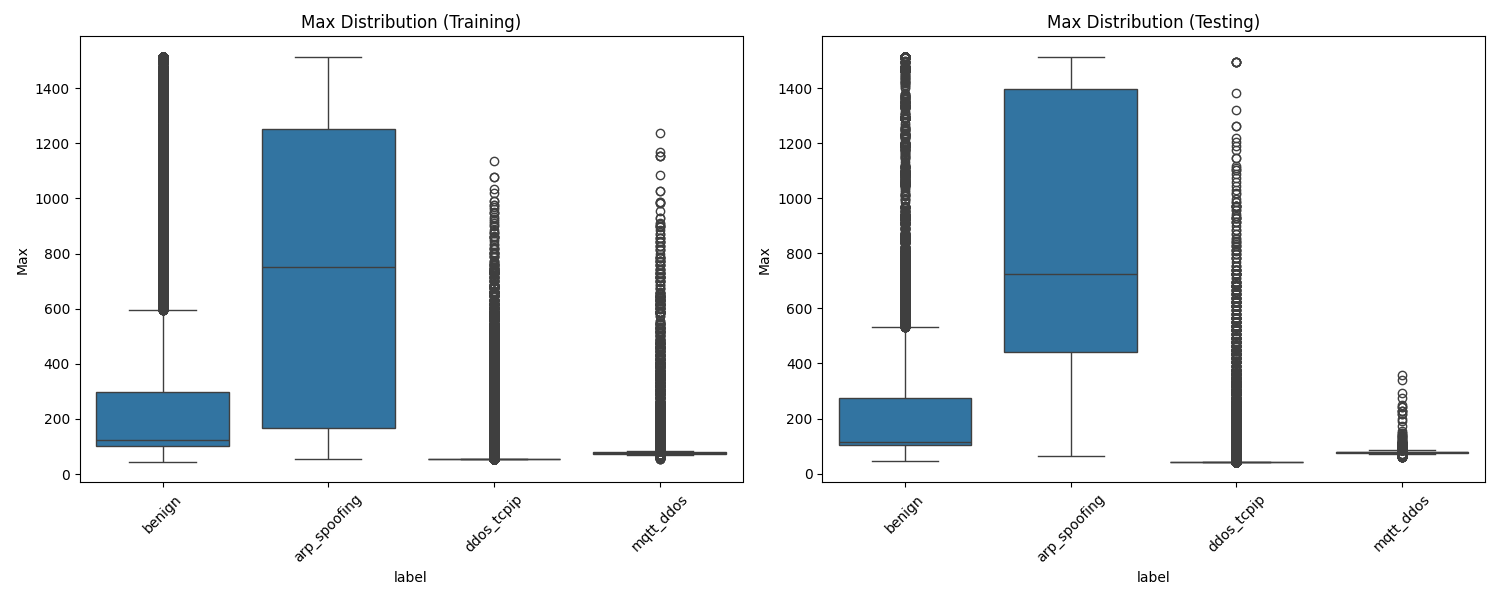 Max Distribution (Training)
Max
1400
1200
1000
800
600
400
200
0
benign
arp_spoofing
ddos_tcpip
mqtt_ddos
label
Max Distribution (Testing)
Max
1400
1200
1000
800
600
400
200
0
benign
arp_spoofing
ddos_tcpip
mqtt_ddos
label